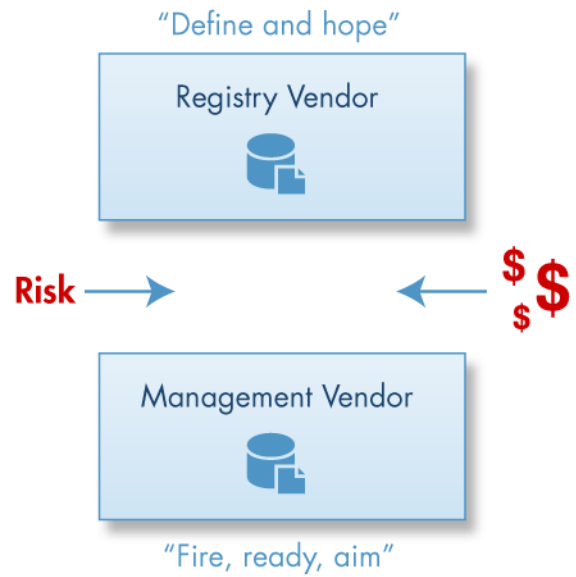 “Define and hope”
Registry Vendor
Risk
$ $ $
Management Vendor
“Fire, ready, aim”